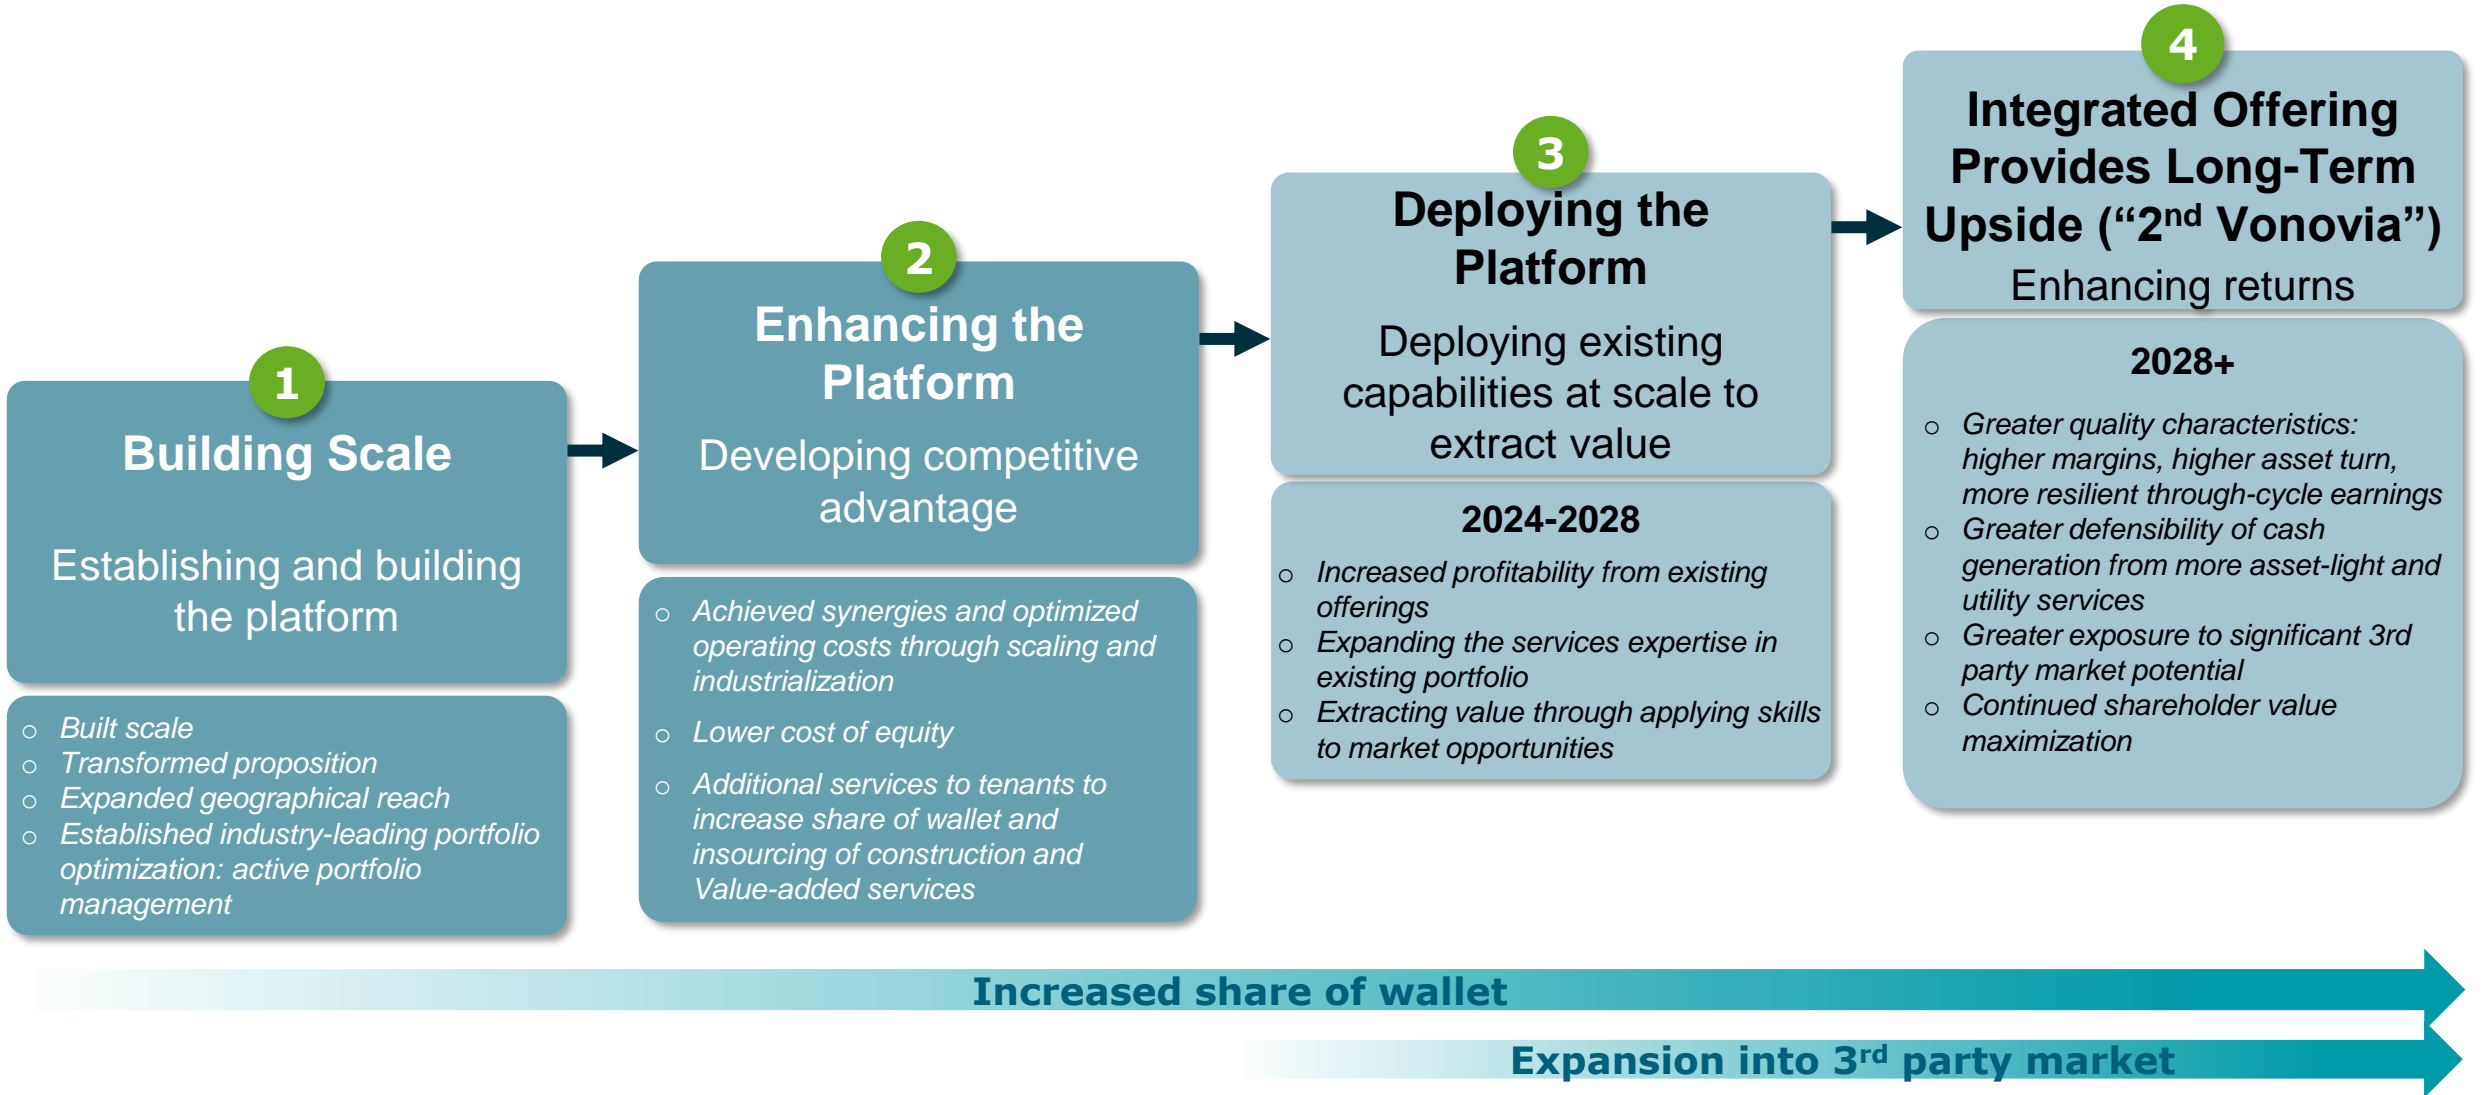 1
Building Scale
Establishing and building
the platform
○ Built scale
○ Transformed proposition
○ Expanded geographical reach
○ Established industry-leading portfolio
optimization: active portfolio
management
2
Enhancing the
Platform
Developing competitive
advantage
○ Achieved synergies and optimized
operating costs through scaling and
industrialization
○ Lower cost of equity
○ Additional services to tenants to
increase share of wallet and
insourcing of construction and
Value-added services
3
Deploying the
Platform
Deploying existing
capabilities at scale to
extract value
2024-2028
○ Increased profitability from existing
offerings
○ Expanding the services expertise in
existing portfolio
○ Extracting value through applying skills
to market opportunities
4
Integrated Offering
Provides Long-Term
Upside (“2nd Vonovia”)
Enhancing returns
2028+
○ Greater quality characteristics:
higher margins, higher asset turn,
more resilient through-cycle earnings
○ Greater defensibility of cash
generation from more asset-light and
utility services
○ Greater exposure to significant 3rd
party market potential
○ Continued shareholder value
maximization
Increased share of wallet
Expansion into 3rd party market